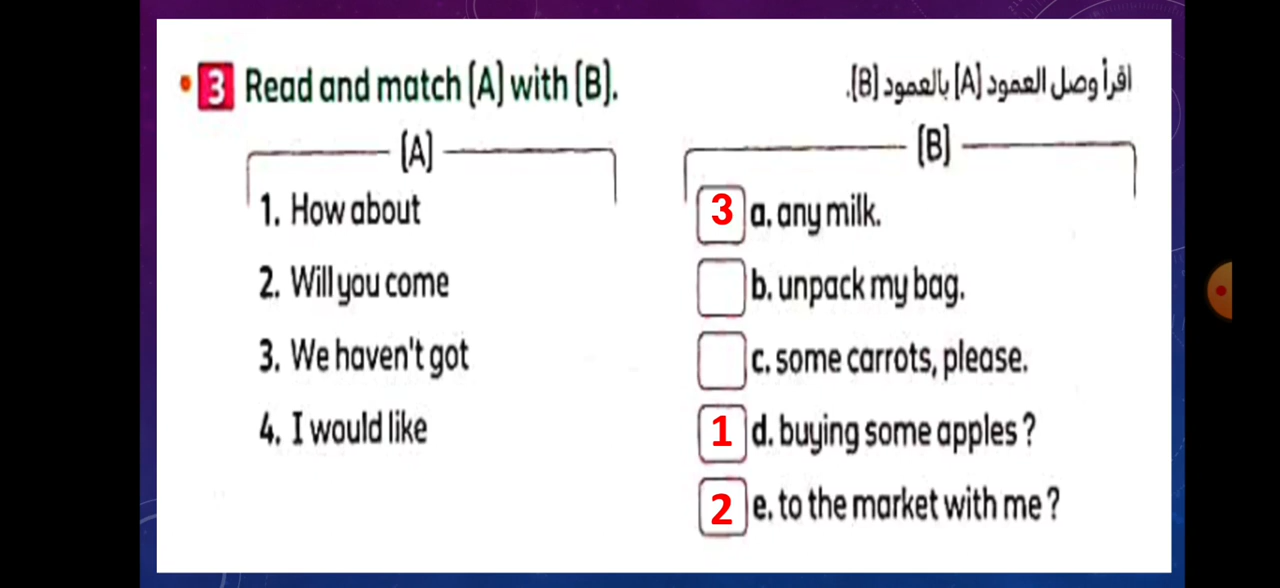 3 Read and match (A) with (B).
اقرأ وصل العمود (A) بالعمود (B).
(A)
1. How about
2. Will you come
3. We haven't got
4. I would like
(B)
3 a. any milk.
b. unpack my bag.
c. some carrots, please.
1 d. buying some apples ?
2 e. to the market with me ?